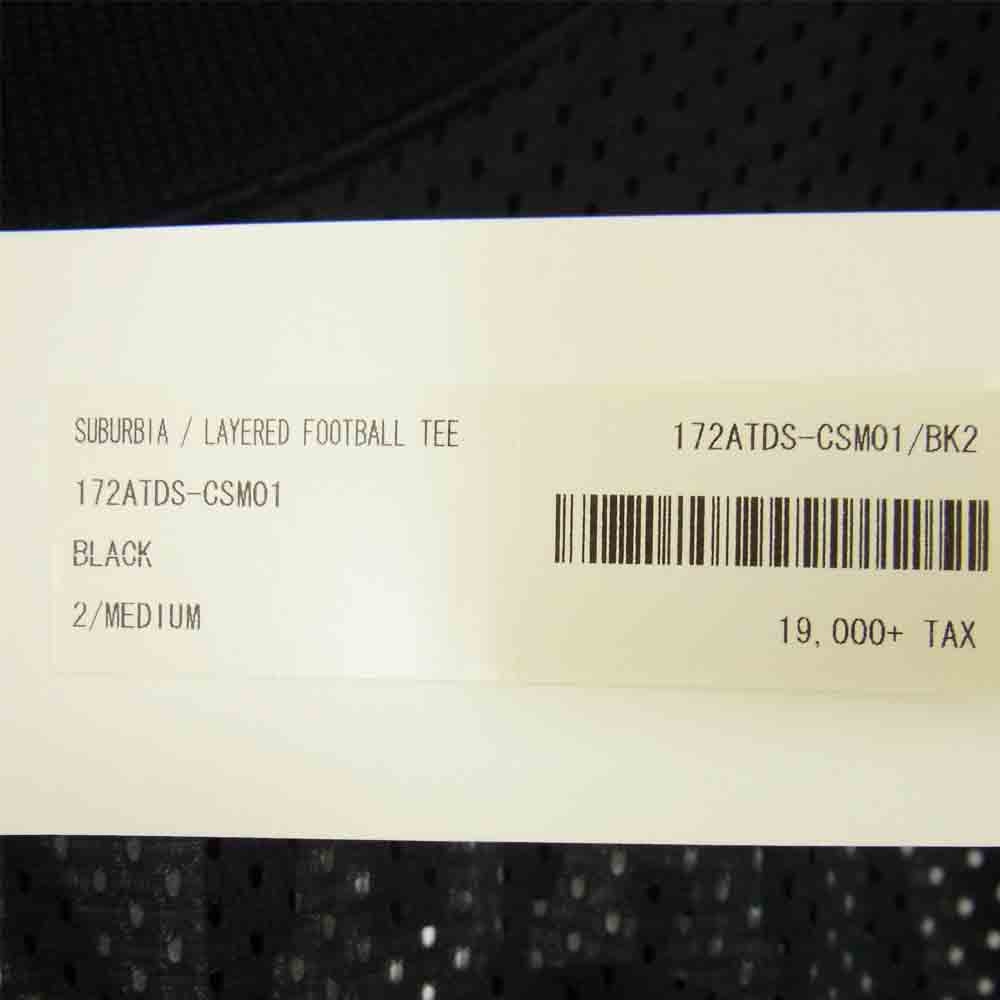 SUBURBIA / LAYERED FOOTBALL TEE
172ATDS-CSM01
BLACK
2/MEDIUM
172ATDS-CSM01/BK2
19,000+ TAX